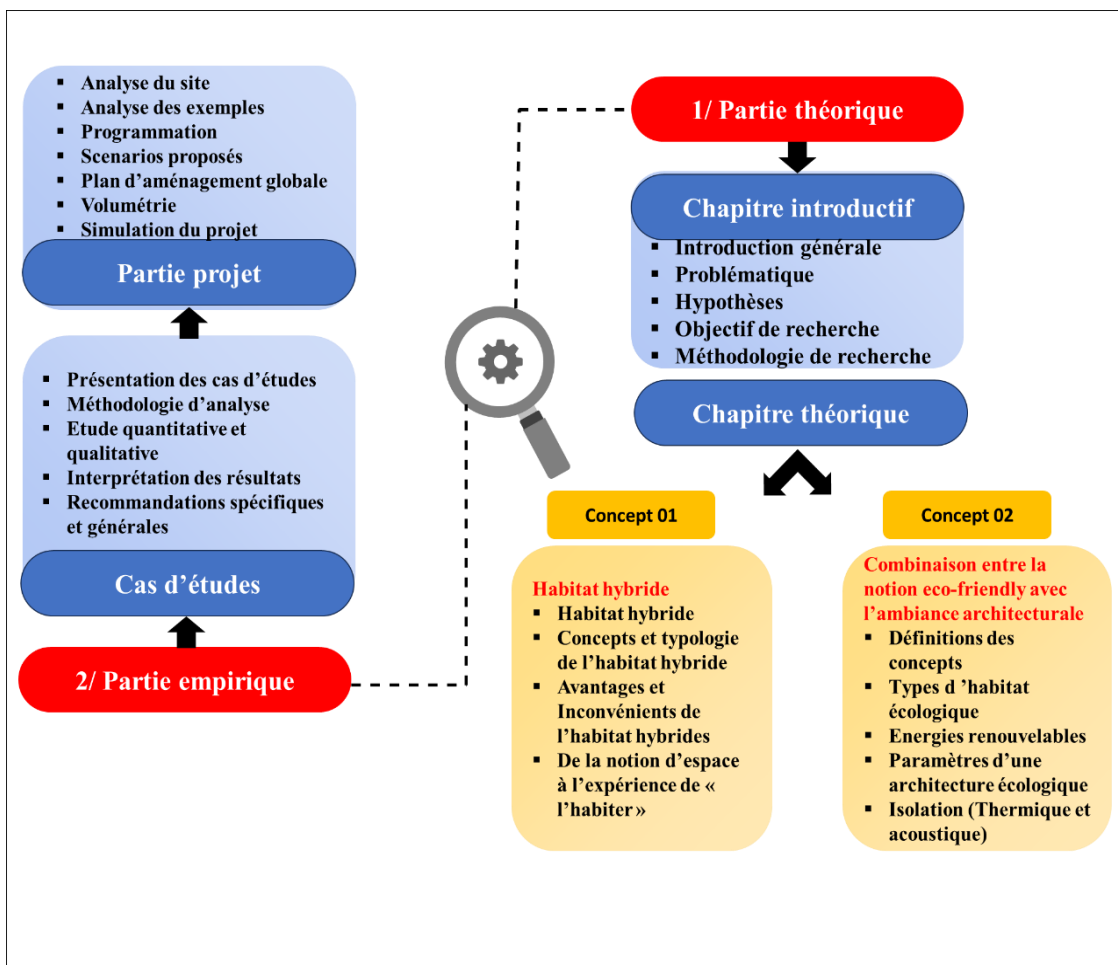 ▪ Analyse du site
▪ Analyse des exemples
▪ Programmation
▪ Scenarios proposés
▪ Plan d'aménagement globale
▪ Volumétrie
▪ Simulation du projet
Partie projet
▪ Présentation des cas d'études
▪ Méthodologie d'analyse
▪ Etude quantitative et
qualitative
▪ Interprétation des résultats
▪ Recommandations spécifiques
et générales
Cas d'études
2/ Partie empirique
1/ Partie théorique
Chapitre introductif
▪ Introduction générale
▪ Problématique
▪ Hypothèses
▪ Objectif de recherche
▪ Méthodologie de recherche
Chapitre théorique
Concept 01
Habitat hybride
▪ Habitat hybride
▪ Concepts et typologie
de l'habitat hybride
▪ Avantages et
Inconvénients de
l'habitat hybrides
▪ De la notion d'espace
à l'expérience de «
l'habiter »
Concept 02
Combinaison entre la
notion eco-friendly avec
l'ambiance architecturale
▪ Définitions des
concepts
▪ Types d 'habitat
écologique
▪ Energies renouvelables
▪ Paramètres d'une
architecture écologique
▪ Isolation (Thermique et
acoustique)